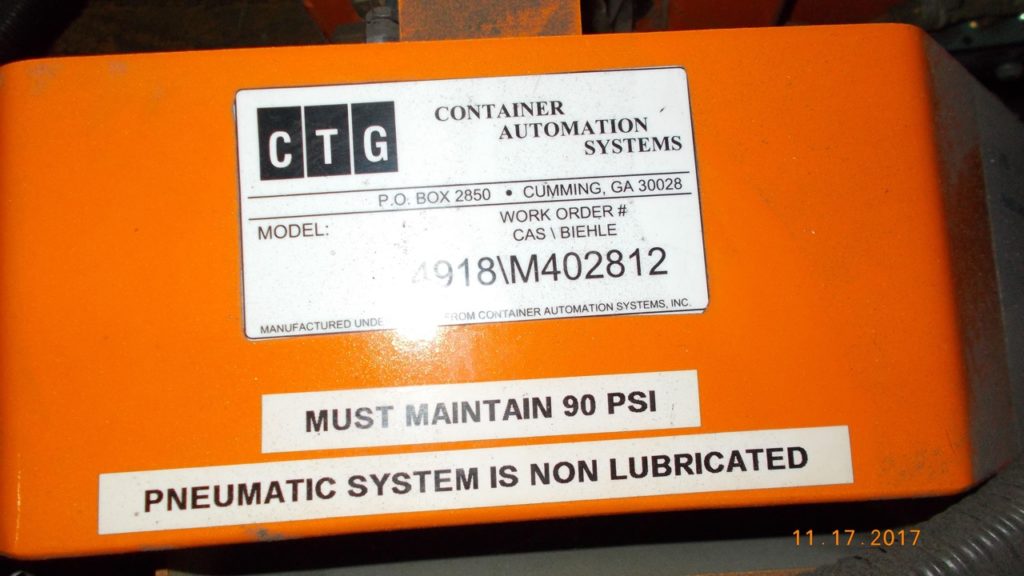 CTG
CONTAINER
AUTOMATION
SYSTEMS
P.O. BOX 2850 • CUMMING, GA 30028
MODEL:
WORK ORDER #
CAS \ BIEHLE
4918\M402812
MANUFACTURED FROM CONTAINER AUTOMATION SYSTEMS, INC.
MUST MAINTAIN 90 PSI
PNEUMATIC SYSTEM IS NON LUBRICATED
11.17.2017